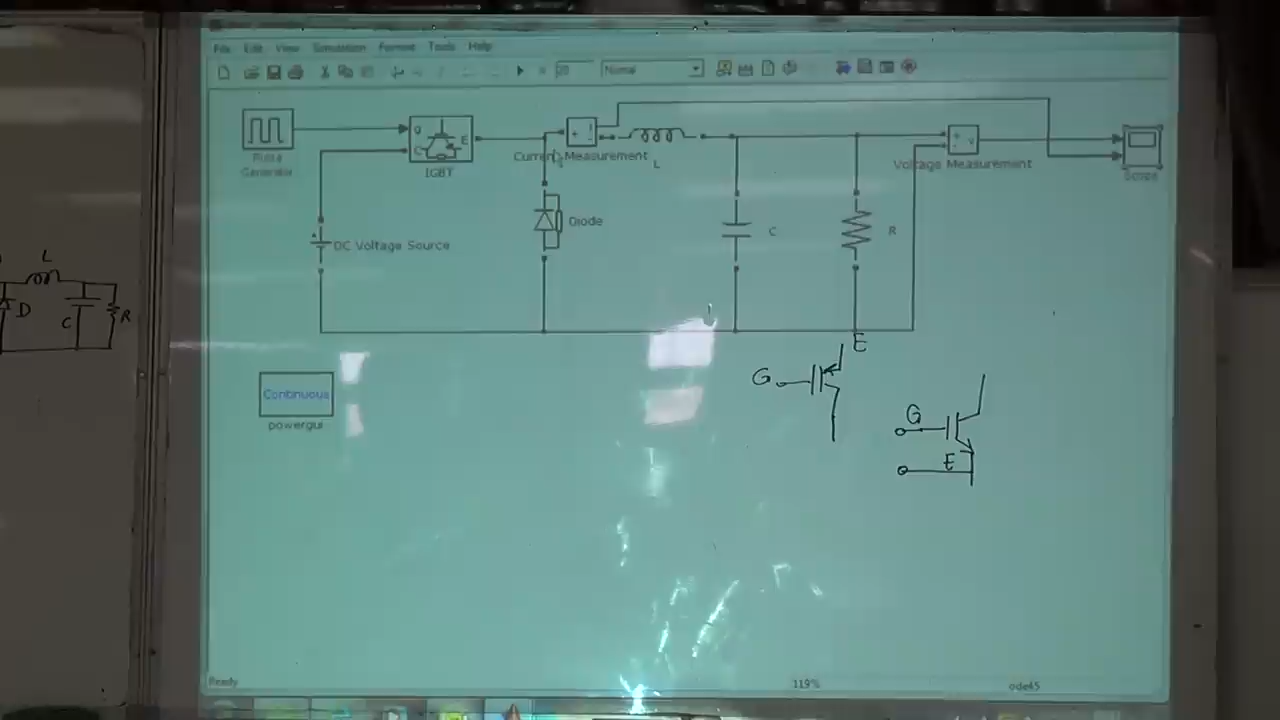 File Edit View Simulation Format Tools Help
20 Normal
Pulse Generator
g
C
E
IGBT
+ i -
Current Measurement
L
+ - v
Voltage Measurement
Scope
Diode
C
R
DC Voltage Source
L
D
C
R
Continuous
powergui
E
G
G
E
Ready
119%
ode45